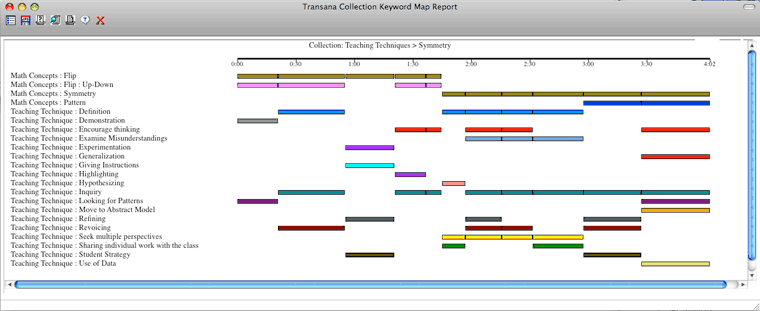 Transana Collection Keyword Map Report
Collection: Teaching Techniques > Symmetry
0:00 0:30 1:00 1:30 2:00 2:30 3:00 3:30 4:02
Math Concepts : Flip
Math Concepts : Flip : Up-Down
Math Concepts : Symmetry
Math Concepts : Pattern
Teaching Technique : Definition
Teaching Technique : Demonstration
Teaching Technique : Encourage thinking
Teaching Technique : Examine Misunderstandings
Teaching Technique : Experimentation
Teaching Technique : Generalization
Teaching Technique : Giving Instructions
Teaching Technique : Highlighting
Teaching Technique : Hypothesizing
Teaching Technique : Inquiry
Teaching Technique : Looking for Patterns
Teaching Technique : Move to Abstract Model
Teaching Technique : Refining
Teaching Technique : Revoicing
Teaching Technique : Seek multiple perspectives
Teaching Technique : Sharing individual work with the class
Teaching Technique : Student Strategy
Teaching Technique : Use of Data